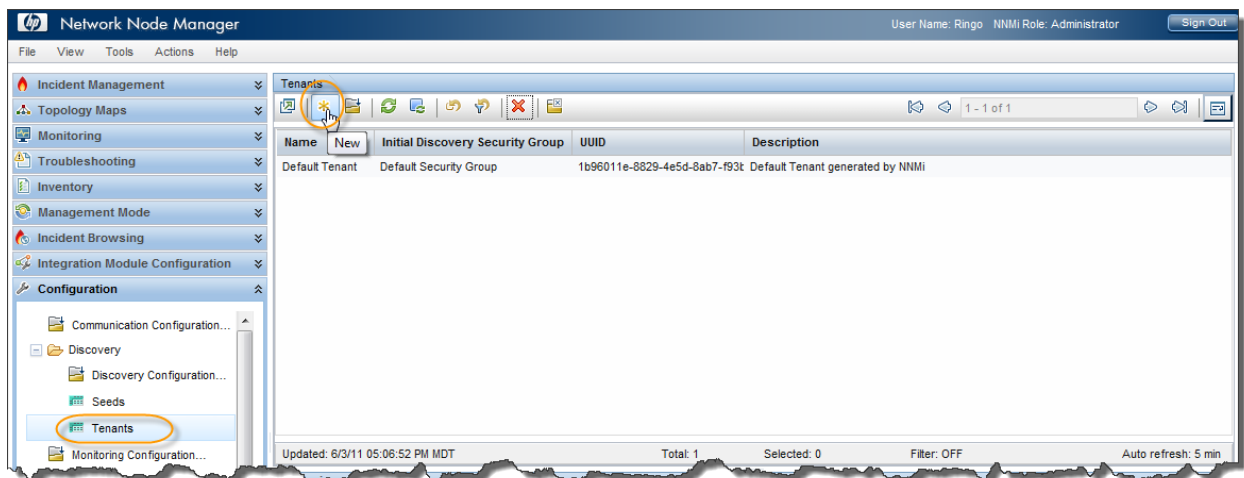 hp Network Node Manager
User Name: Ringo NNMi Role: Administrator
Sign Out
File View Tools Actions Help
Incident Management
Topology Maps
Monitoring
Troubleshooting
Inventory
Management Mode
Incident Browsing
Integration Module Configuration
Configuration
Communication Configuration...
Discovery
Discovery Configuration...
Seeds
Tenants
Monitoring Configuration...
Tenants
1 - 1 of 1
New
Name Initial Discovery Security Group UUID Description
Default Tenant Default Security Group 1b96011e-8829-4e5d-8ab7-f93b Default Tenant generated by NNMi
Updated: 6/3/11 05:06:52 PM MDT Total: 1 Selected: 0 Filter: OFF Auto refresh: 5 min